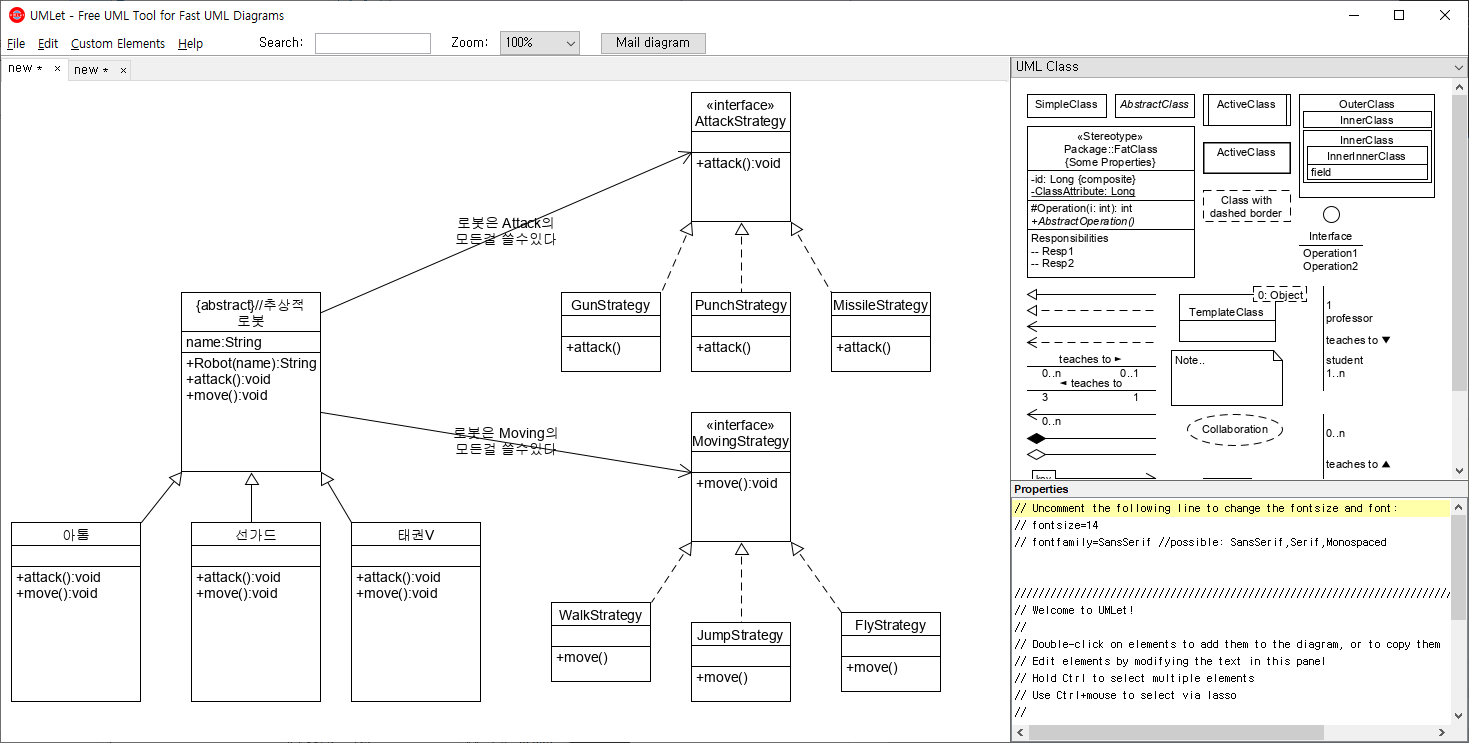 UMLet - Free UML Tool for Fast UML Diagrams
File Edit Custom Elements Help Search: Zoom: 100% Mail diagram
new * ×
new * ×
«interface»
AttackStrategy
+attack():void
로봇은 Attack의
모든걸 쓸수있다
GunStrategy
+attack()
PunchStrategy
+attack()
MissileStrategy
+attack()
{abstract}//추상적
로봇
name:String
+Robot(name):String
+attack():void
+move():void
로봇은 Moving의
모든걸 쓸수있다
«interface»
MovingStrategy
+move():void
아톰
+attack():void
+move():void
선가드
+attack():void
+move():void
태권V
+attack():void
+move():void
WalkStrategy
+move()
JumpStrategy
+move()
FlyStrategy
+move()
UML Class
SimpleClass
AbstractClass
ActiveClass
OuterClass
InnerClass
InnerClass
InnerInnerClass
field
«Stereotype»
Package::FatClass
{Some Properties}
-id: Long {composite}
-ClassAttribute: Long
#Operation(i: int): int
+AbstractOperation()
Responsibilities
-- Resp1
-- Resp2
ActiveClass
Class with
dashed border
Interface
Operation1
Operation2
0: Object
TemplateClass
1
professor
teaches to ▼
student
1..n
teaches to ►
0..n 0..1
◄ teaches to
3 1
0..n
Note..
Collaboration
0..n
teaches to ▲
key
Properties
// Uncomment the following line to change the fontsize and font:
// fontsize=14
// fontfamily=SansSerif //possible: SansSerif,Serif,Monospaced
//////////////////////////////////////////////////////////////////////////
// Welcome to UMLet!
//
// Double-click on elements to add them to the diagram, or to copy them
// Edit elements by modifying the text in this panel
// Hold Ctrl to select multiple elements
// Use Ctrl+mouse to select via lasso
//